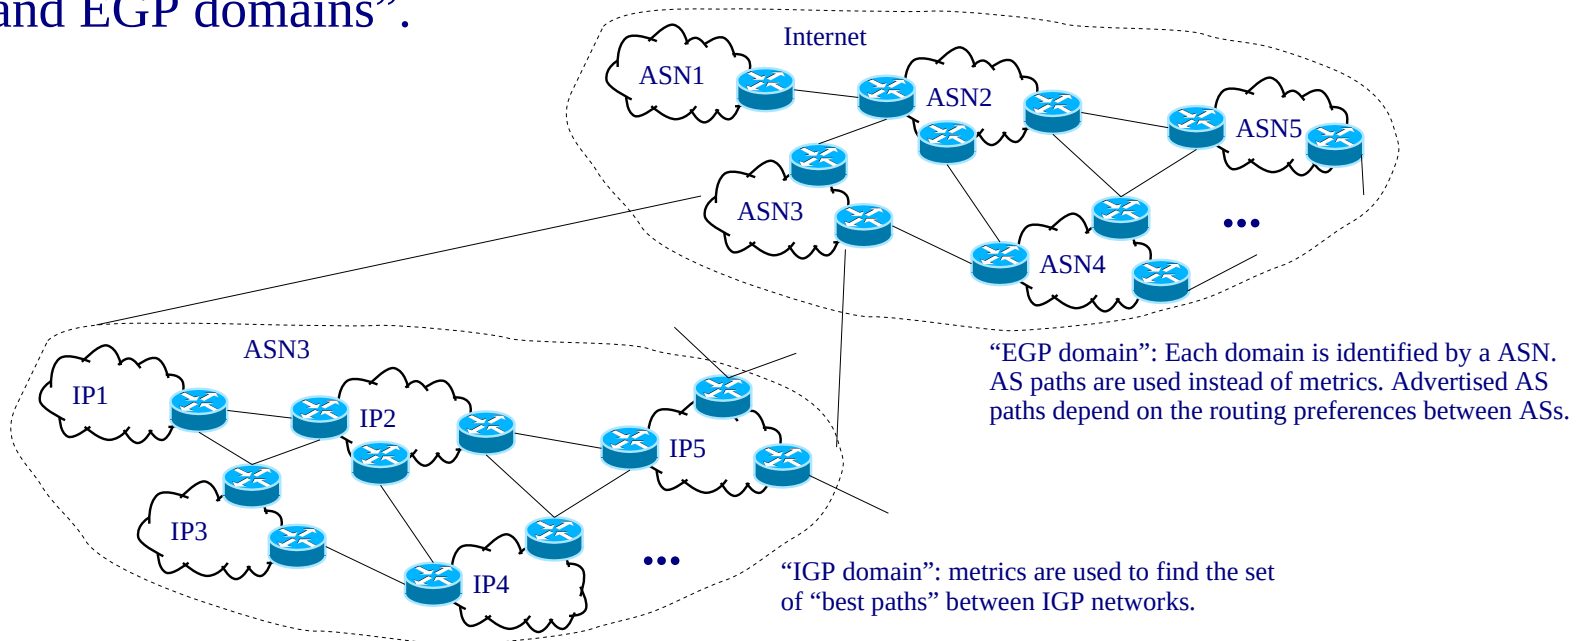 and EGP domains”.
Internet
ASN1
ASN2
ASN5
ASN3
...
ASN4
ASN3
“EGP domain”: Each domain is identified by a ASN.
AS paths are used instead of metrics. Advertised AS
paths depend on the routing preferences between ASs.
IP1
IP2
IP5
IP3
...
IP4
“IGP domain”: metrics are used to find the set
of “best paths” between IGP networks.